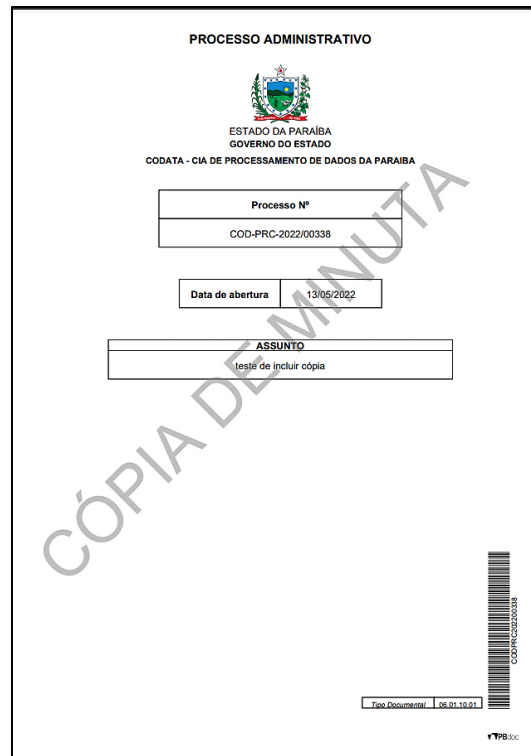 PROCESSO ADMINISTRATIVO
ESTADO DA PARAÍBA
GOVERNO DO ESTADO
CODATA - CIA DE PROCESSAMENTO DE DADOS DA PARAIBA
Processo Nº
COD-PRC-2022/00338
Data de abertura 13/05/2022
ASSUNTO
teste de incluir cópia
CÓPIA DE MINUTA
CODPRC202200338
Tipo Documental 06.01.10.01
PBdoc